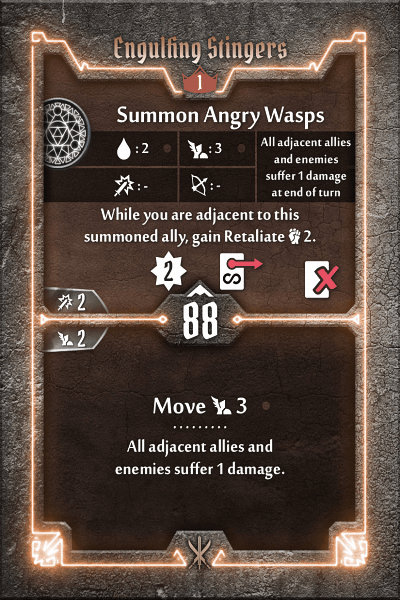 Engulfing Stingers
1
Summon Angry Wasps
: 2
: 3
All adjacent allies
and enemies
suffer 1 damage
at end of turn
: -
: -
While you are adjacent to this
summoned ally, gain Retaliate 2.
2
S
X
2
88
2
Move 3
All adjacent allies and
enemies suffer 1 damage.